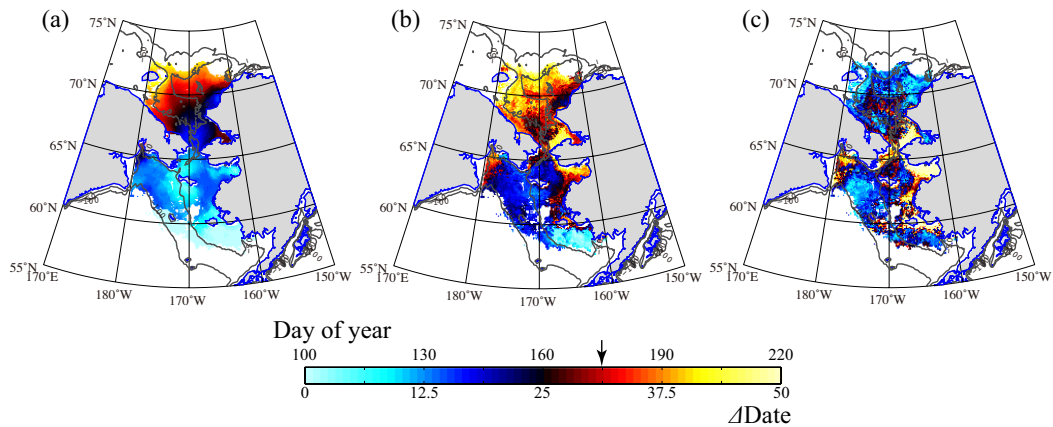 (a) (b) (c)
75˚N 75˚N 75˚N
70˚N 70˚N 70˚N
65˚N 65˚N 65˚N
60˚N 60˚N 60˚N
55˚N 55˚N 55˚N
170˚E 150˚W 170˚E 150˚W 170˚E 150˚W
180˚W 160˚W 180˚W 160˚W 180˚W 160˚W
170˚W 170˚W 170˚W
Day of year
100 130 160 190 220
0 12.5 25 37.5 50
ΔDate